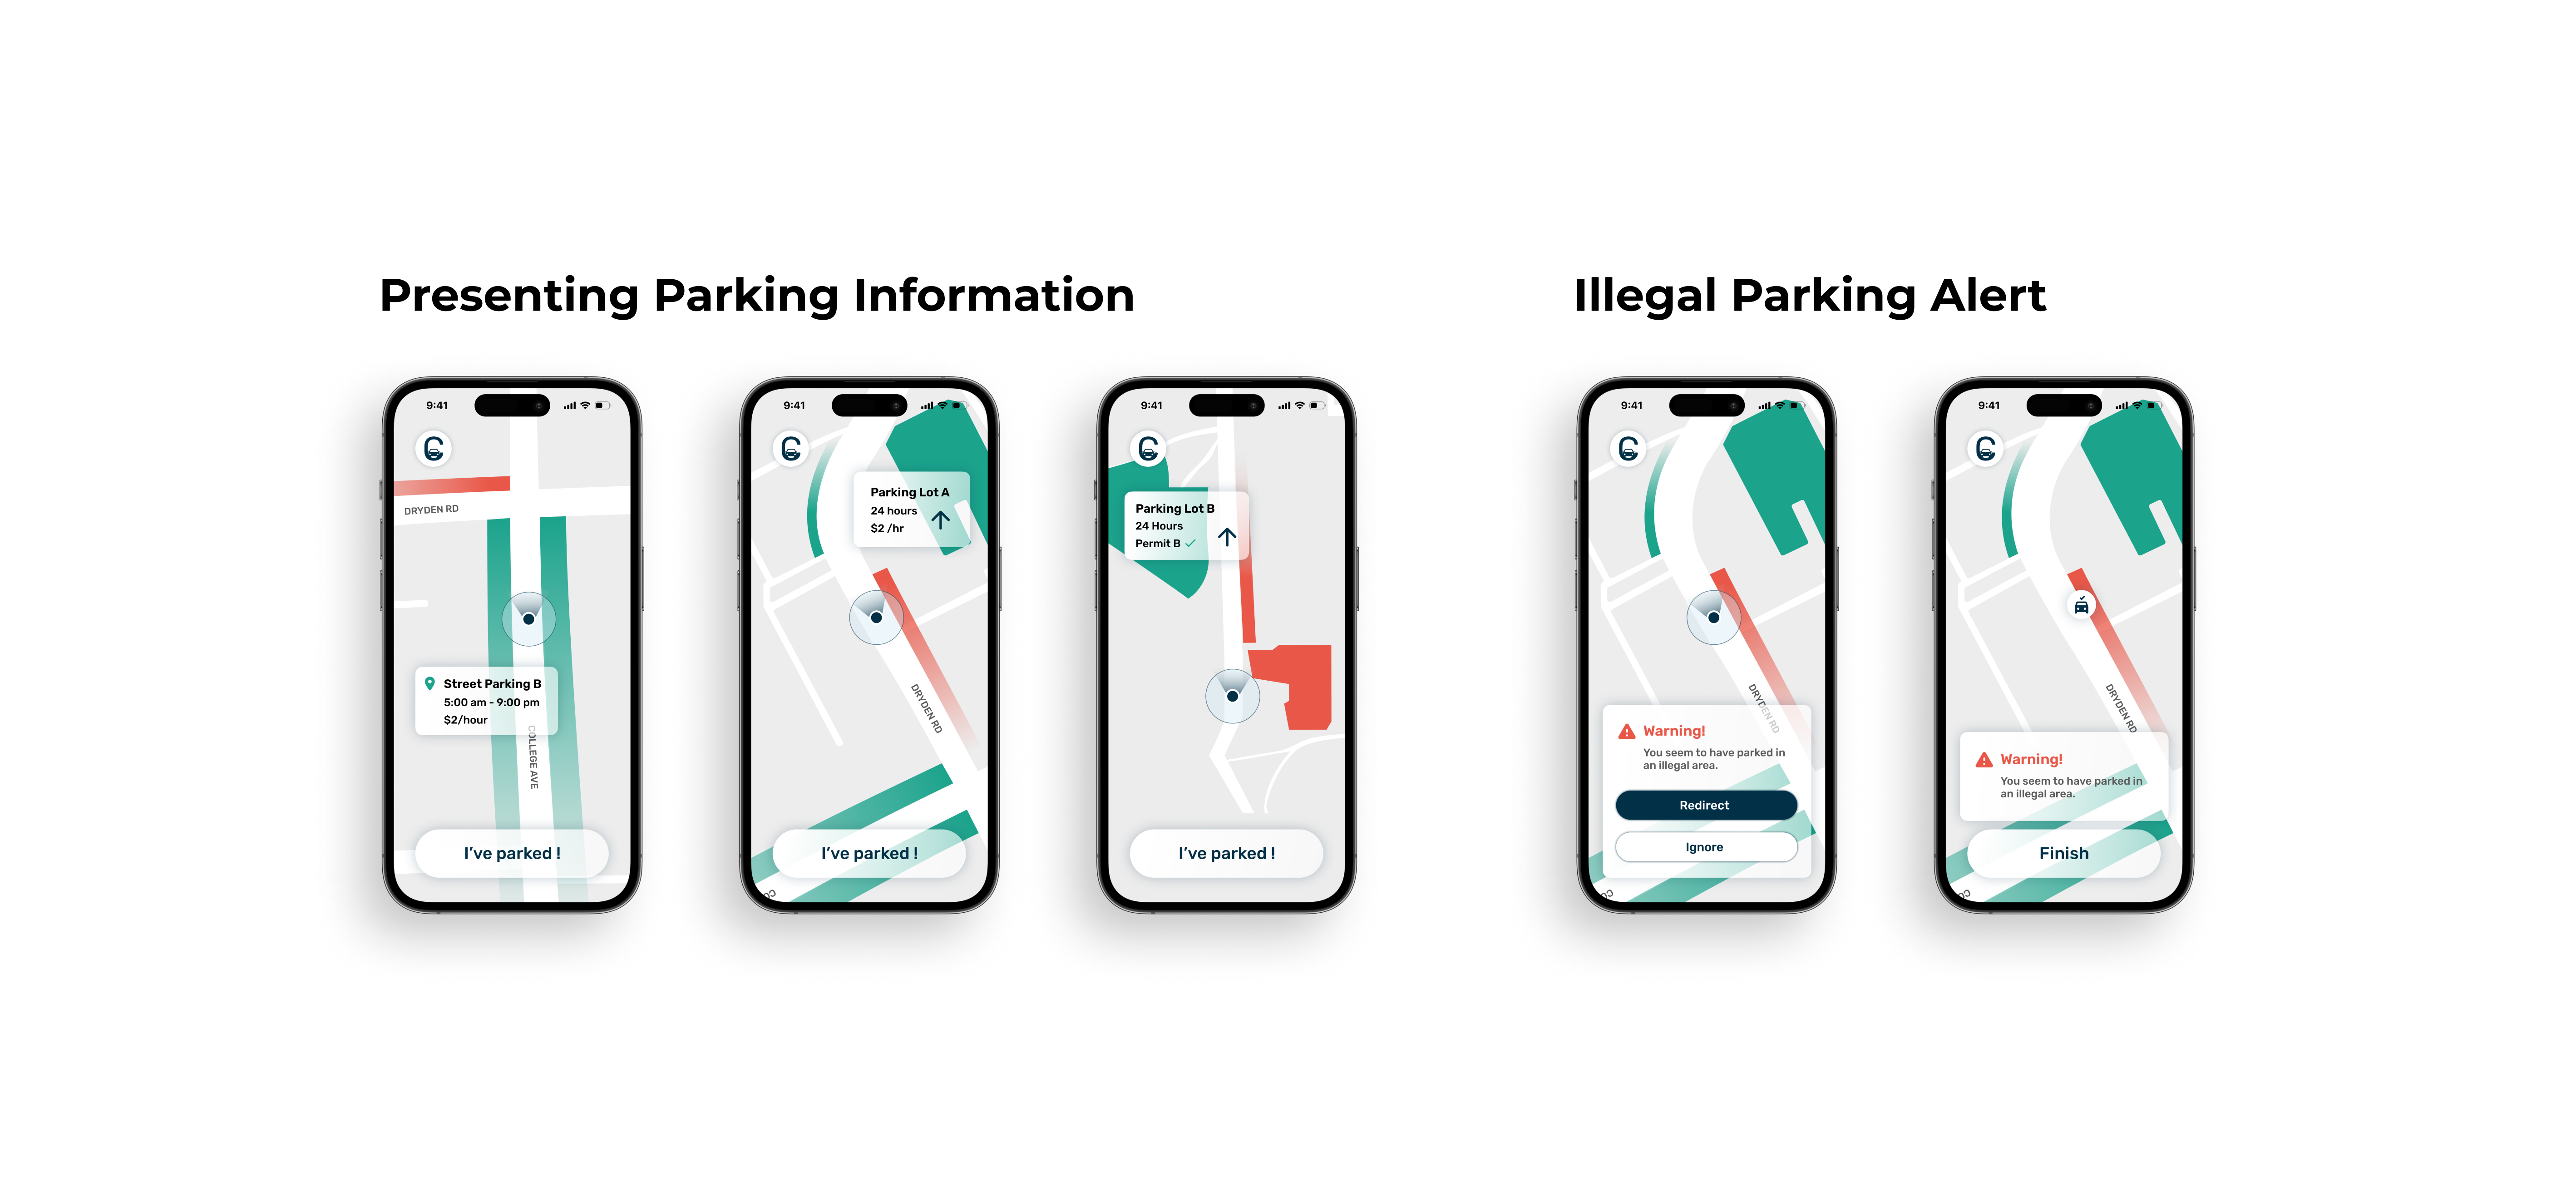 Presenting Parking Information
Illegal Parking Alert
9:41
DRYDEN RD
Street Parking B
5:00 am - 9:00 pm
$2/hour
COLLEGE AVE
I've parked !
9:41
Parking Lot A
24 hours
$2 /hr
DRYDEN RD
I've parked !
9:41
Parking Lot B
24 Hours
Permit B ✓
I've parked !
9:41
DRYDEN RD
Warning!
You seem to have parked in
an illegal area.
Redirect
Ignore
9:41
DRYDEN RD
Warning!
You seem to have parked in
an illegal area.
Finish